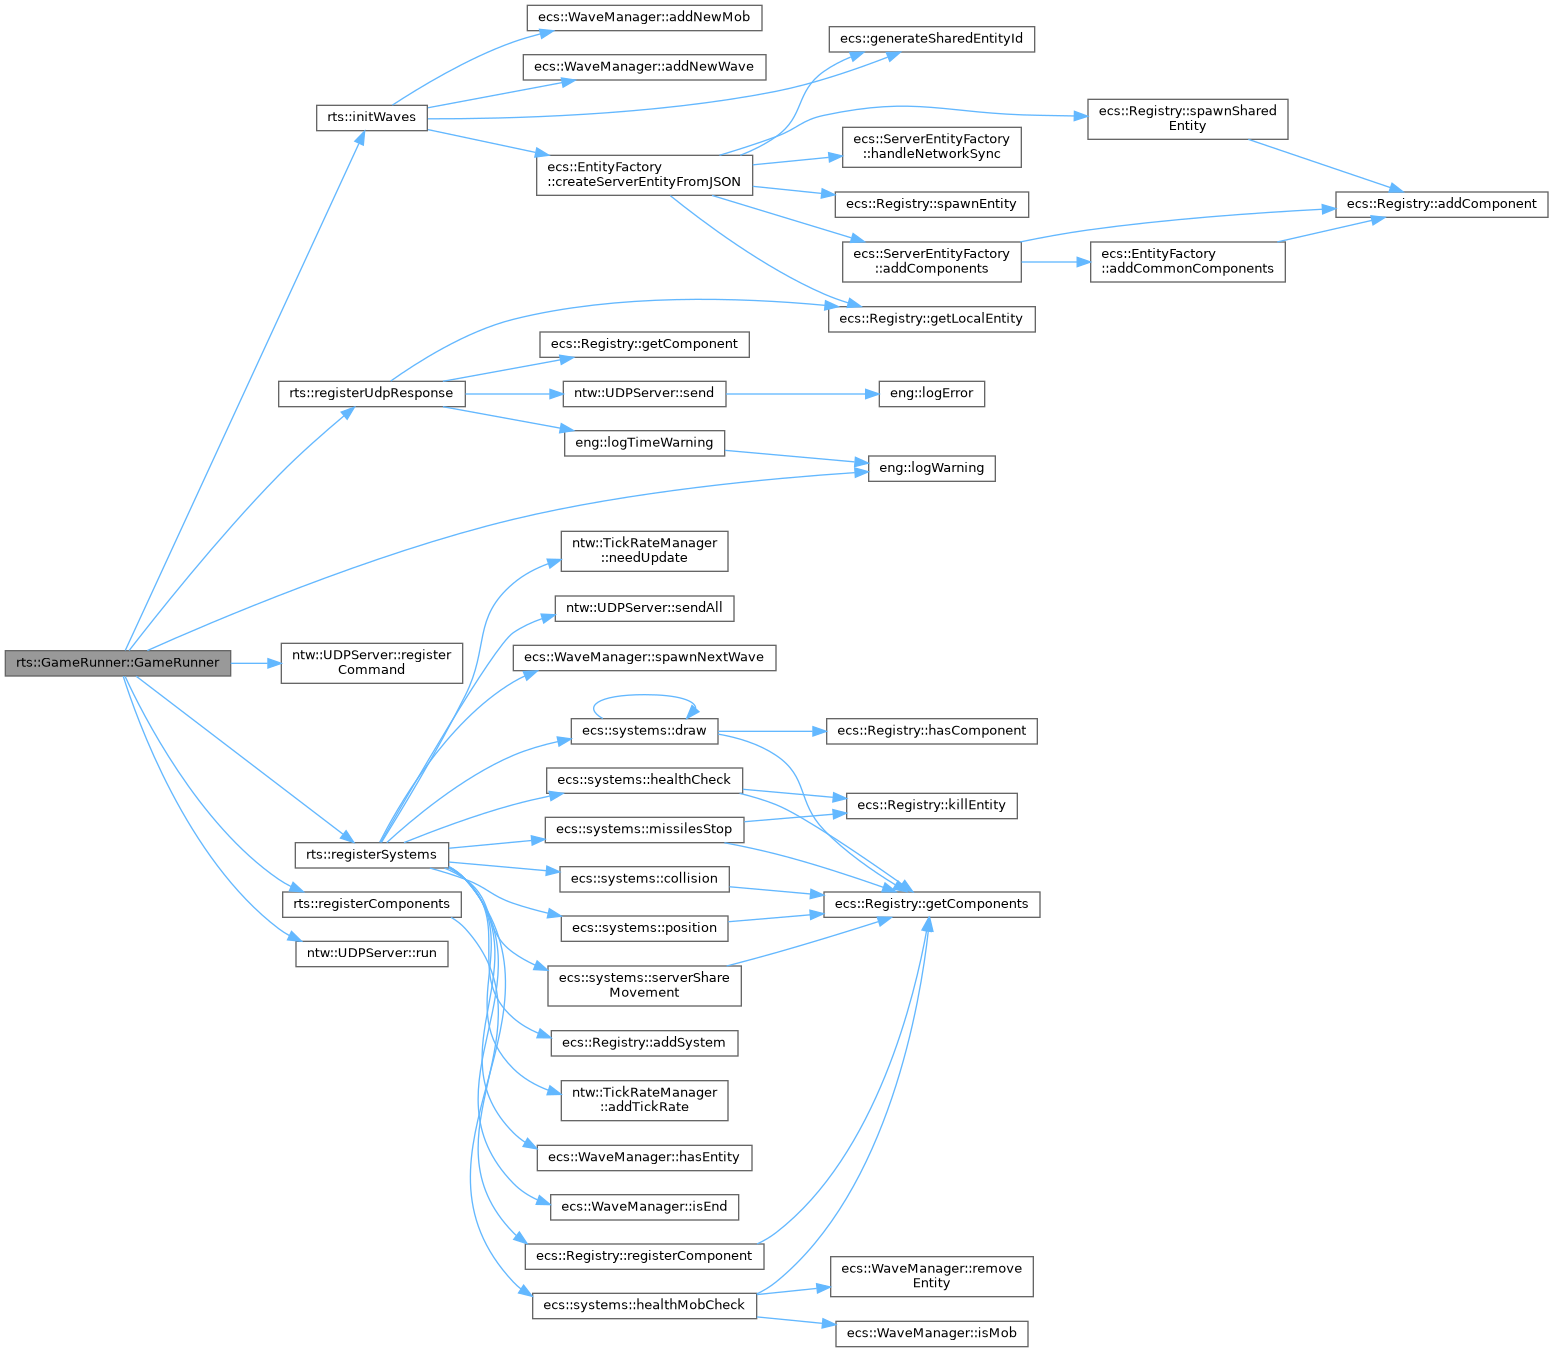 ecs::WaveManager::addNewMob
ecs::generateSharedEntityId
ecs::WaveManager::addNewWave
rts::initWaves
ecs::Registry::spawnShared
Entity
ecs::ServerEntityFactory
::handleNetworkSync
ecs::EntityFactory
::createServerEntityFromJSON
ecs::Registry::spawnEntity
ecs::Registry::addComponent
ecs::ServerEntityFactory
::addComponents
ecs::EntityFactory
::addCommonComponents
ecs::Registry::getLocalEntity
ecs::Registry::getComponent
rts::registerUdpResponse
ntw::UDPServer::send
eng::logError
eng::logTimeWarning
eng::logWarning
ntw::TickRateManager
::needUpdate
ntw::UDPServer::sendAll
rts::GameRunner::GameRunner
ntw::UDPServer::register
Command
ecs::WaveManager::spawnNextWave
ecs::systems::draw
ecs::Registry::hasComponent
ecs::systems::healthCheck
ecs::Registry::killEntity
ecs::systems::missilesStop
rts::registerSystems
ecs::systems::collision
rts::registerComponents
ecs::Registry::getComponents
ecs::systems::position
ntw::UDPServer::run
ecs::systems::serverShare
Movement
ecs::Registry::addSystem
ntw::TickRateManager
::addTickRate
ecs::WaveManager::hasEntity
ecs::WaveManager::isEnd
ecs::Registry::registerComponent
ecs::WaveManager::remove
Entity
ecs::systems::healthMobCheck
ecs::WaveManager::isMob